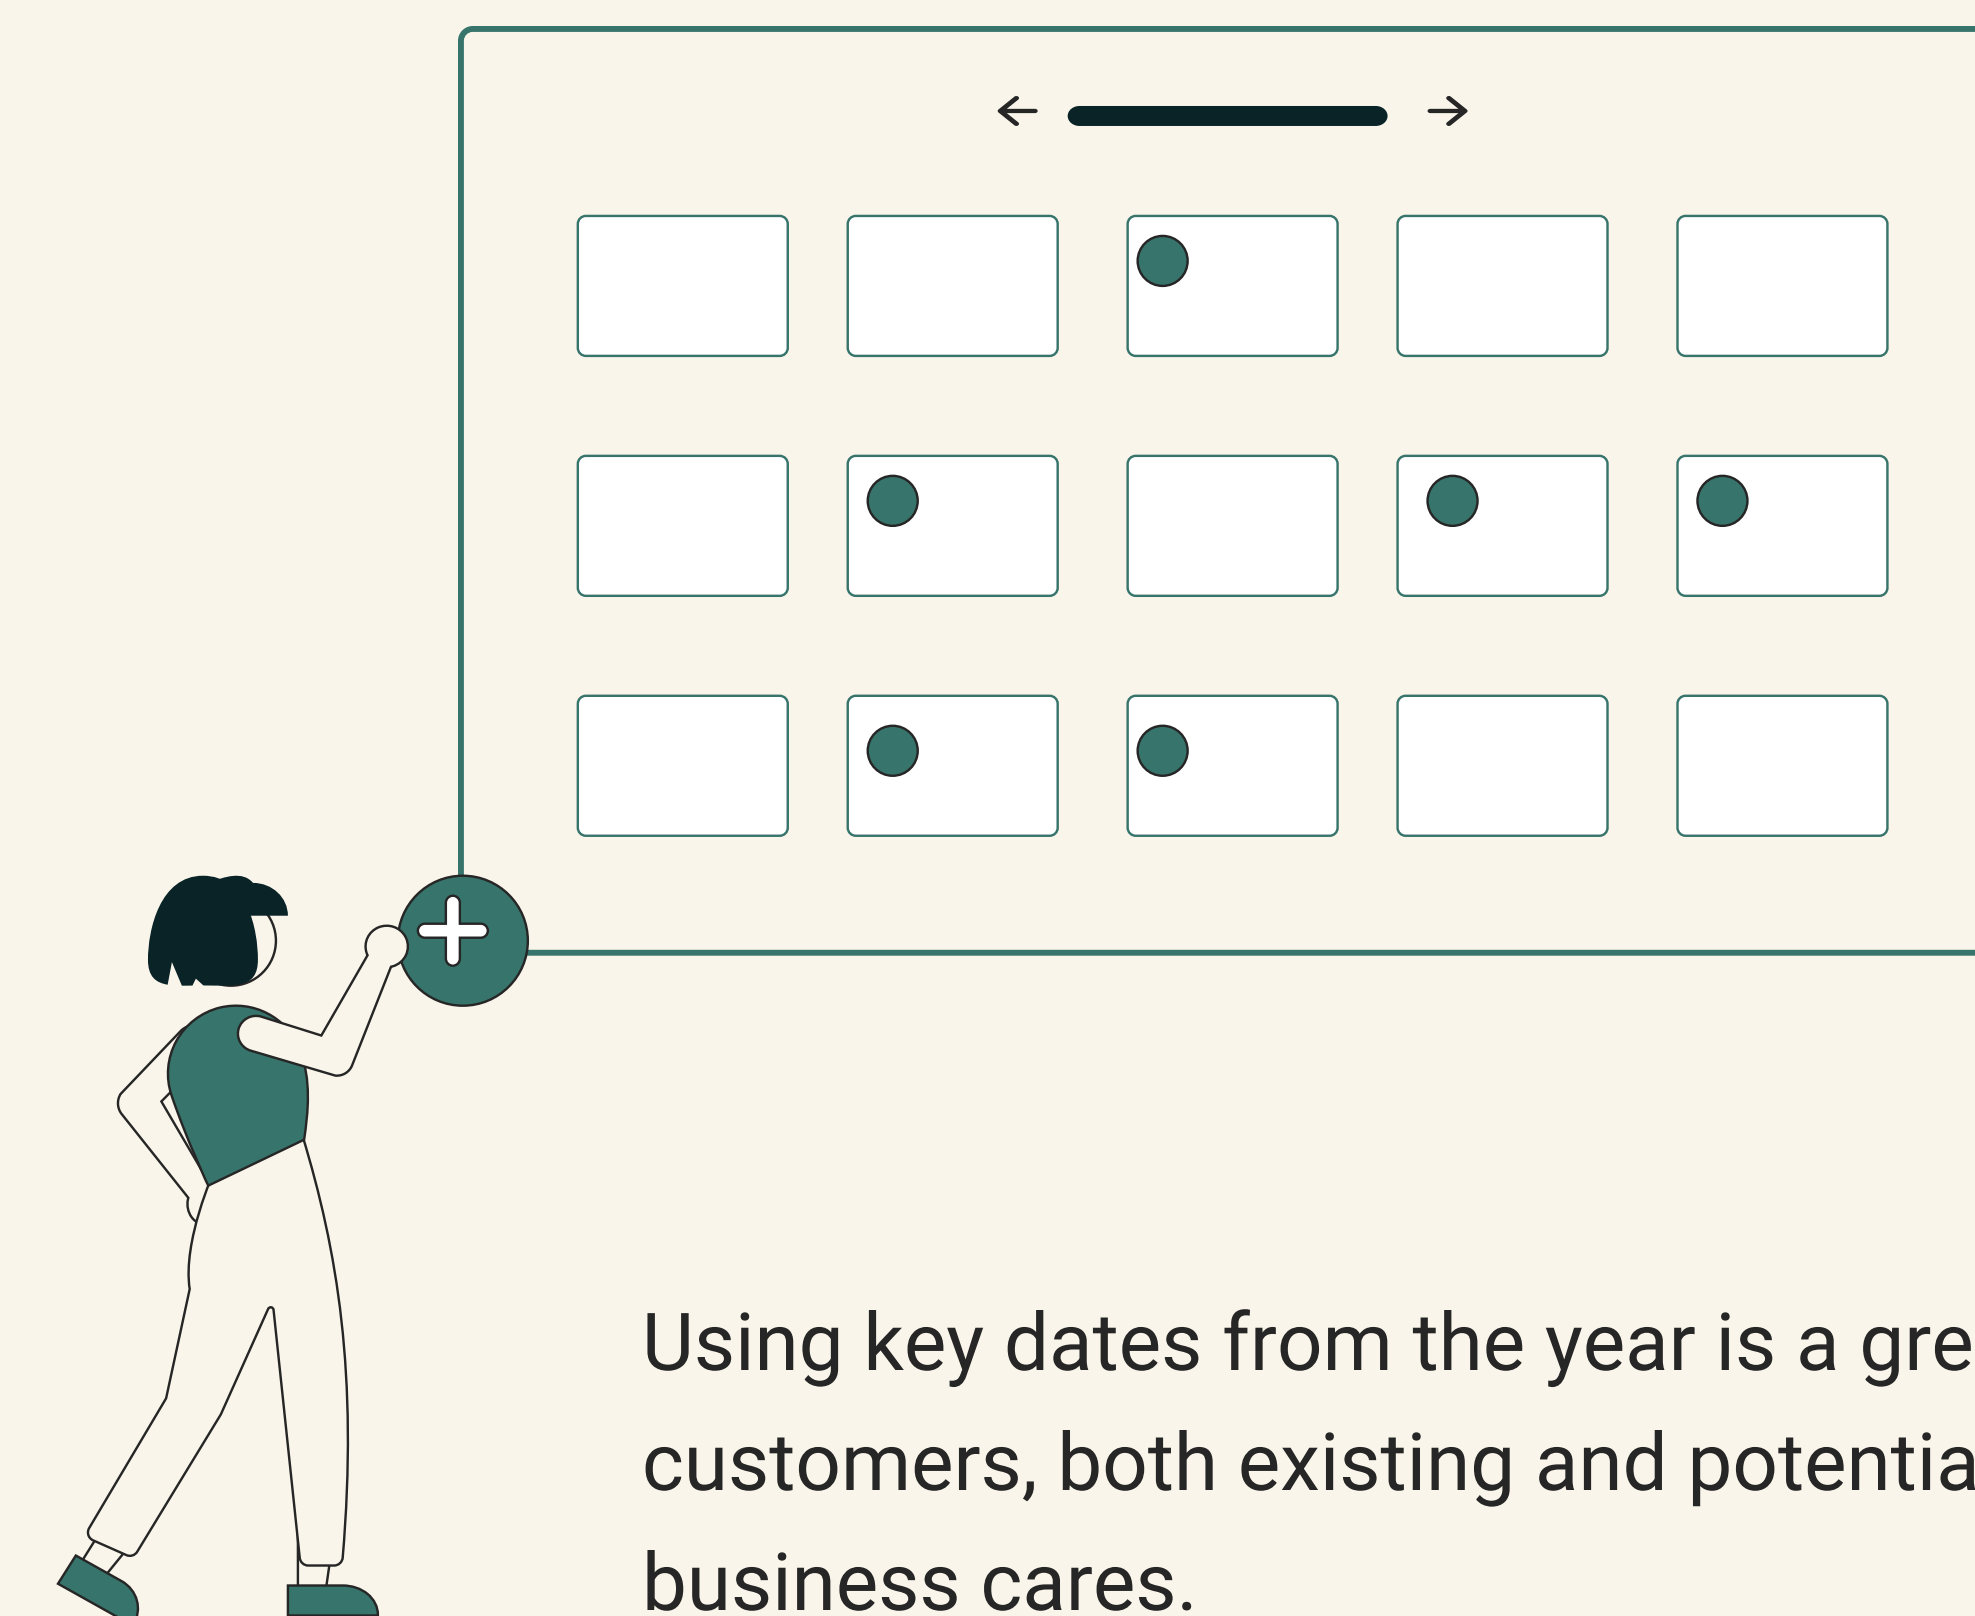 Using key dates from the year is a gre
customers, both existing and potentia
business cares.